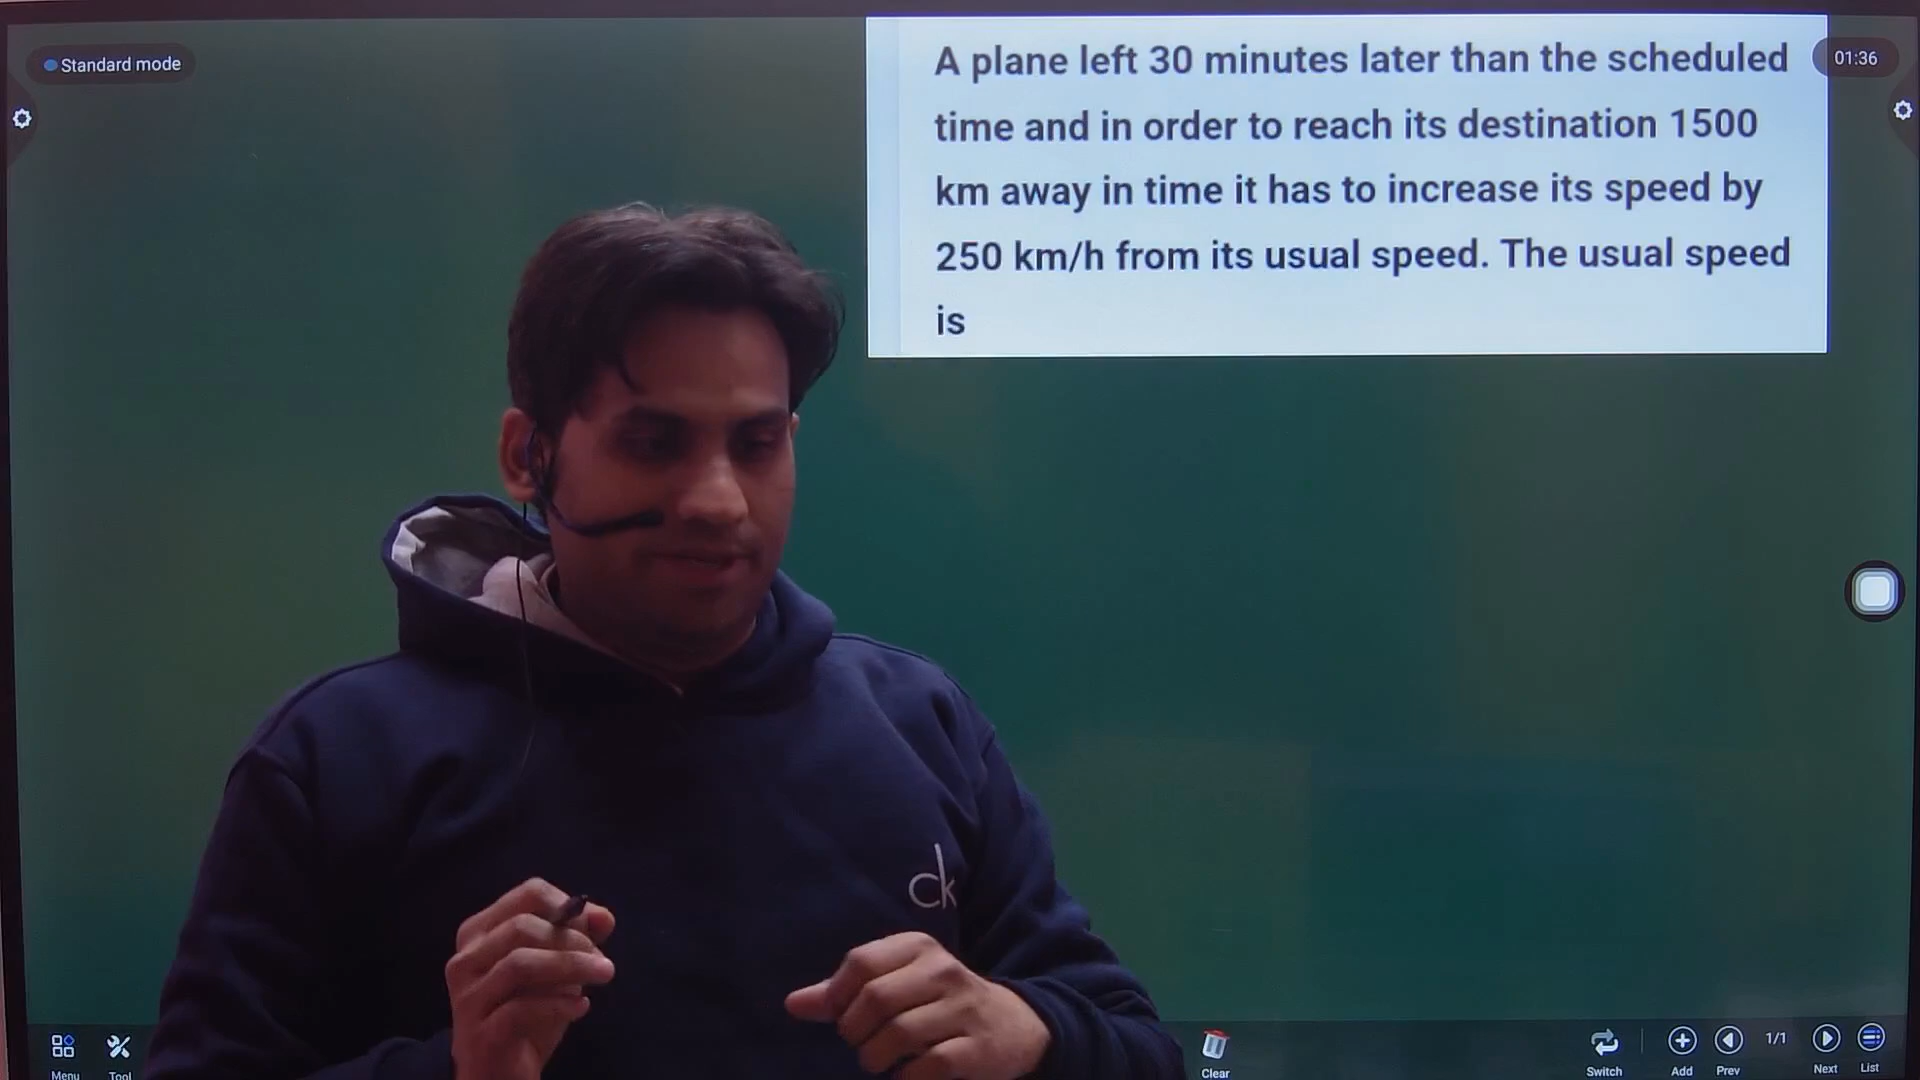 Standard mode
A plane left 30 minutes later than the scheduled
time and in order to reach its destination 1500
km away in time it has to increase its speed by
250 km/h from its usual speed. The usual speed
is
01:36
ck
Menu
Tool
Clear
Switch
Add
Prev
1/1
Next
List